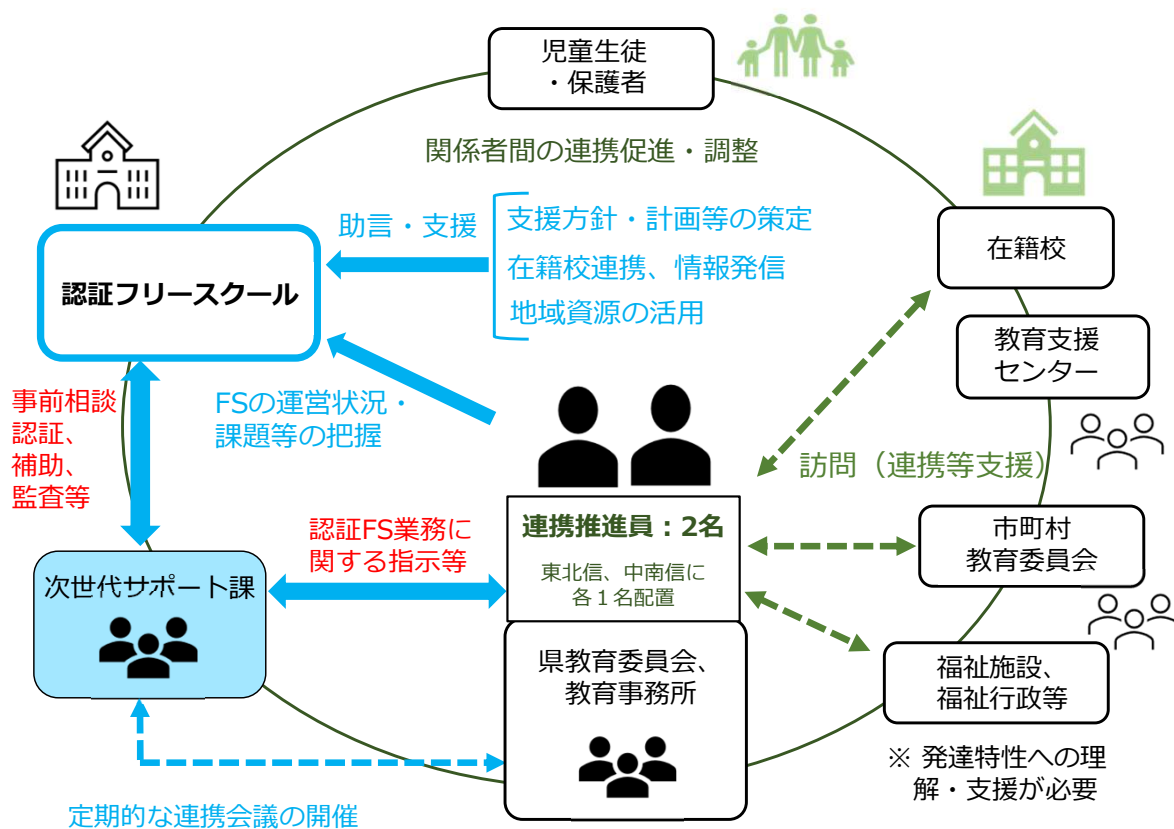 児童生徒
・保護者
関係者間の連携促進・調整
助言・支援
支援方針・計画等の策定
在籍校連携、情報発信
地域資源の活用
認証フリースクール
在籍校
教育支援
センター
事前相談
認証、
補助、
監査等
FSの運営状況・
課題等の把握
訪問（連携等支援）
連携推進員：2名
東北信、中南信に
各１名配置
認証FS業務に
関する指示等
市町村
教育委員会
次世代サポート課
県教育委員会、
教育事務所
福祉施設、
福祉行政等
※ 発達特性への理
解・支援が必要
定期的な連携会議の開催